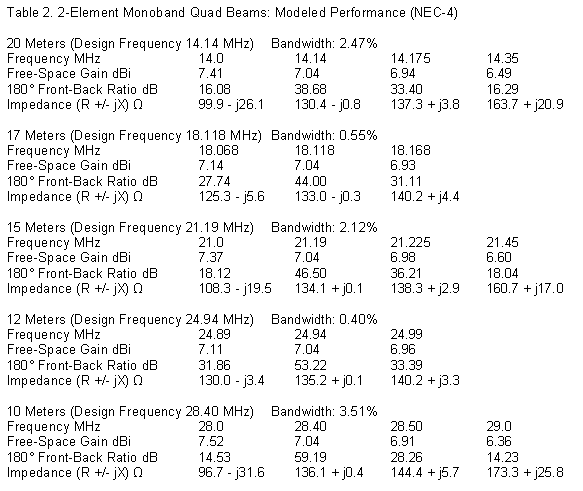 Table 2. 2-Element Monoband Quad Beams: Modeled Performance (NEC-4)
20 Meters (Design Frequency 14.14 MHz) Bandwidth: 2.47%
Frequency MHz 14.0 14.14 14.175 14.35
Free-Space Gain dBi 7.41 7.04 6.94 6.49
180° Front-Back Ratio dB 16.08 38.68 33.40 16.29
Impedance (R +/- jX) Ω 99.9 - j26.1 130.4 - j0.8 137.3 + j3.8 163.7 + j20.9
17 Meters (Design Frequency 18.118 MHz) Bandwidth: 0.55%
Frequency MHz 18.068 18.118 18.168
Free-Space Gain dBi 7.14 7.04 6.93
180° Front-Back Ratio dB 27.74 44.00 31.11
Impedance (R +/- jX) Ω 125.3 - j5.6 133.0 - j0.3 140.2 + j4.4
15 Meters (Design Frequency 21.19 MHz) Bandwidth: 2.12%
Frequency MHz 21.0 21.19 21.225 21.45
Free-Space Gain dBi 7.37 7.04 6.98 6.60
180° Front-Back Ratio dB 18.12 46.50 36.21 18.04
Impedance (R +/- jX) Ω 108.3 - j19.5 134.1 + j0.1 138.3 + j2.9 160.7 + j17.0
12 Meters (Design Frequency 24.94 MHz) Bandwidth: 0.40%
Frequency MHz 24.89 24.94 24.99
Free-Space Gain dBi 7.11 7.04 6.96
180° Front-Back Ratio dB 31.86 53.22 33.39
Impedance (R +/- jX) Ω 130.0 - j3.4 135.2 + j0.1 140.2 + j3.3
10 Meters (Design Frequency 28.40 MHz) Bandwidth: 3.51%
Frequency MHz 28.0 28.40 28.50 29.0
Free-Space Gain dBi 7.52 7.04 6.91 6.36
180° Front-Back Ratio dB 14.53 59.19 28.26 14.23
Impedance (R +/- jX) Ω 96.7 - j31.6 136.1 + j0.4 144.4 + j5.7 173.3 + j25.8